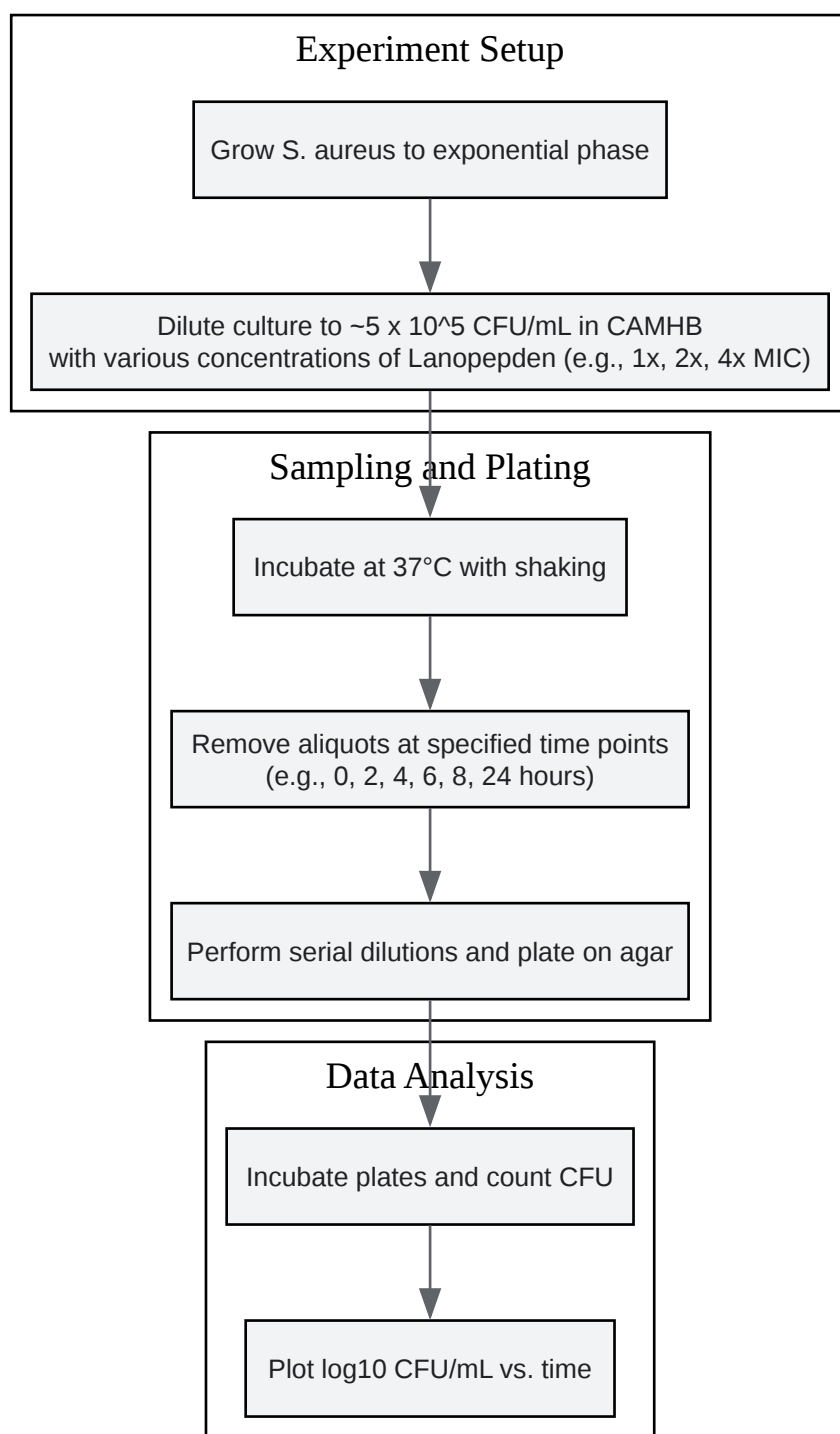 Experiment Setup
Grow S. aureus to exponential phase
Dilute culture to ~5 x 10^5 CFU/mL in CAMHB
with various concentrations of Lanopepden (e.g., 1x, 2x, 4x MIC)
Sampling and Plating
Incubate at 37°C with shaking
Remove aliquots at specified time points
(e.g., 0, 2, 4, 6, 8, 24 hours)
Perform serial dilutions and plate on agar
Data Analysis
Incubate plates and count CFU
Plot log10 CFU/mL vs. time